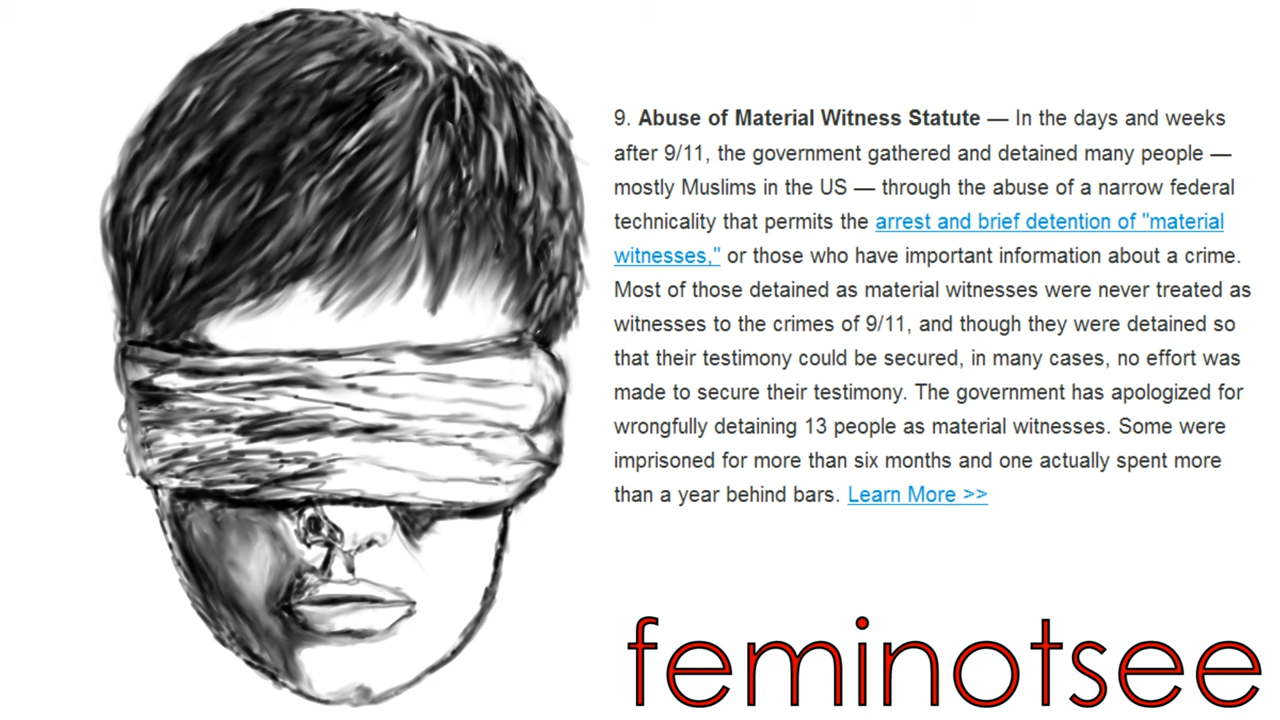 9. Abuse of Material Witness Statute — In the days and weeks
after 9/11, the government gathered and detained many people —
mostly Muslims in the US — through the abuse of a narrow federal
technicality that permits the arrest and brief detention of "material
witnesses," or those who have important information about a crime.
Most of those detained as material witnesses were never treated as
witnesses to the crimes of 9/11, and though they were detained so
that their testimony could be secured, in many cases, no effort was
made to secure their testimony. The government has apologized for
wrongfully detaining 13 people as material witnesses. Some were
imprisoned for more than six months and one actually spent more
than a year behind bars. Learn More >>
feminotsee